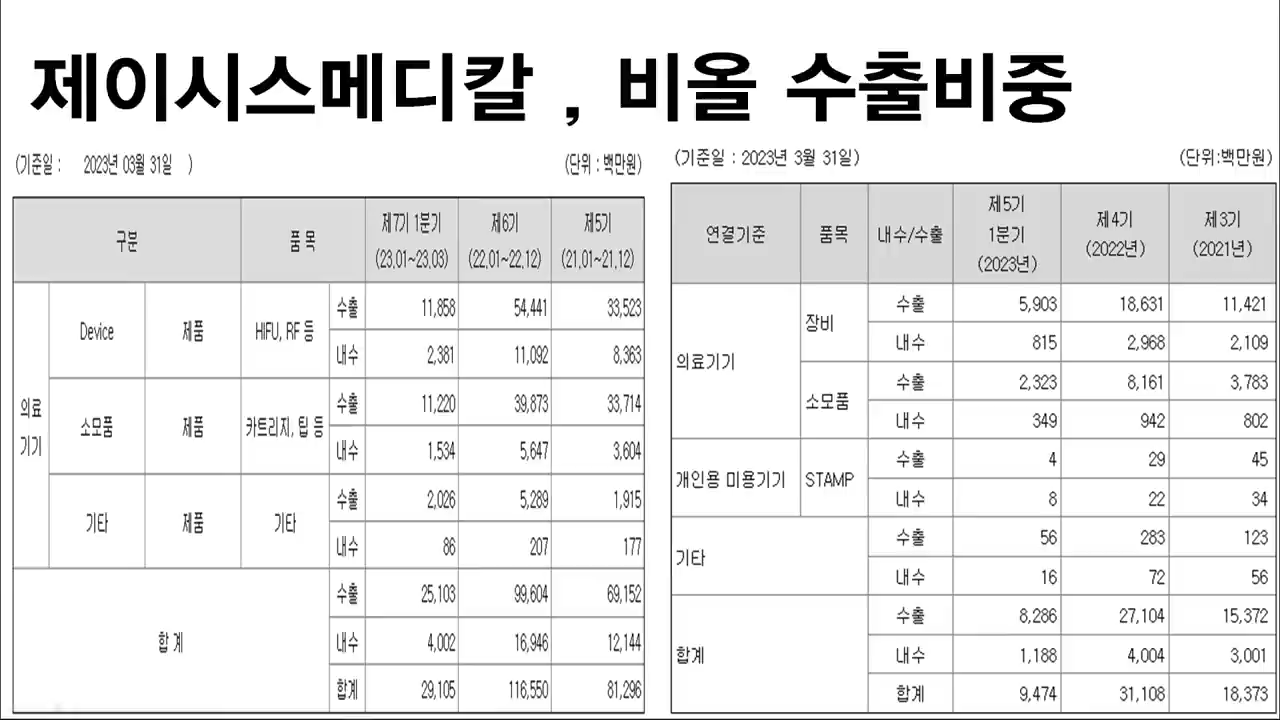 제이시스메디칼 , 비올 수출비중
(기준일 : 2023년 03월 31일 ) (단위 : 백만원)
구분 품 목 제7기 1분기 (23.01~23.03) 제6기 (22.01~22.12) 제5기 (21.01~21.12)
의료기기 Device 제품 HIFU, RF 등 수출 11,858 54,441 33,523
내수 2,381 11,092 8,363
소모품 제품 카트리지, 팁 등 수출 11,220 39,873 33,714
내수 1,534 5,647 3,604
기타 제품 기타 수출 2,026 5,289 1,915
내수 86 207 177
합 계 수출 25,103 99,604 69,152
내수 4,002 16,946 12,144
합계 29,105 116,550 81,296
(기준일 : 2023년 3월 31일) (단위:백만원)
연결기준 품목 내수/수출 제5기 1분기 (2023년) 제4기 (2022년) 제3기 (2021년)
의료기기 장비 수출 5,903 18,631 11,421
내수 815 2,968 2,109
소모품 수출 2,323 8,161 3,783
내수 349 942 802
개인용 미용기기 STAMP 수출 4 29 45
내수 8 22 34
기타 수출 56 283 123
내수 16 72 56
합계 수출 8,286 27,104 15,372
내수 1,188 4,004 3,001
합계 9,474 31,108 18,373